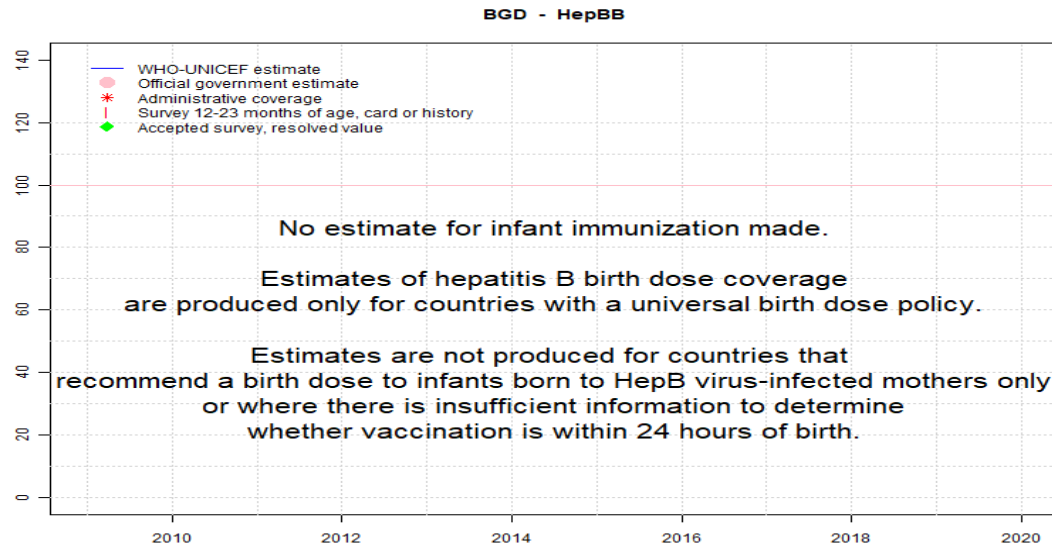 BGD - HepBB
140
120
100
80
60
40
20
0
WHO-UNICEF estimate
Official government estimate
Administrative coverage
Survey 12-23 months of age, card or history
Accepted survey, resolved value
No estimate for infant immunization made.
Estimates of hepatitis B birth dose coverage
are produced only for countries with a universal birth dose policy.
Estimates are not produced for countries that
recommend a birth dose to infants born to HepB virus-infected mothers only
or where there is insufficient information to determine
whether vaccination is within 24 hours of birth.
2010 2012 2014 2016 2018 2020